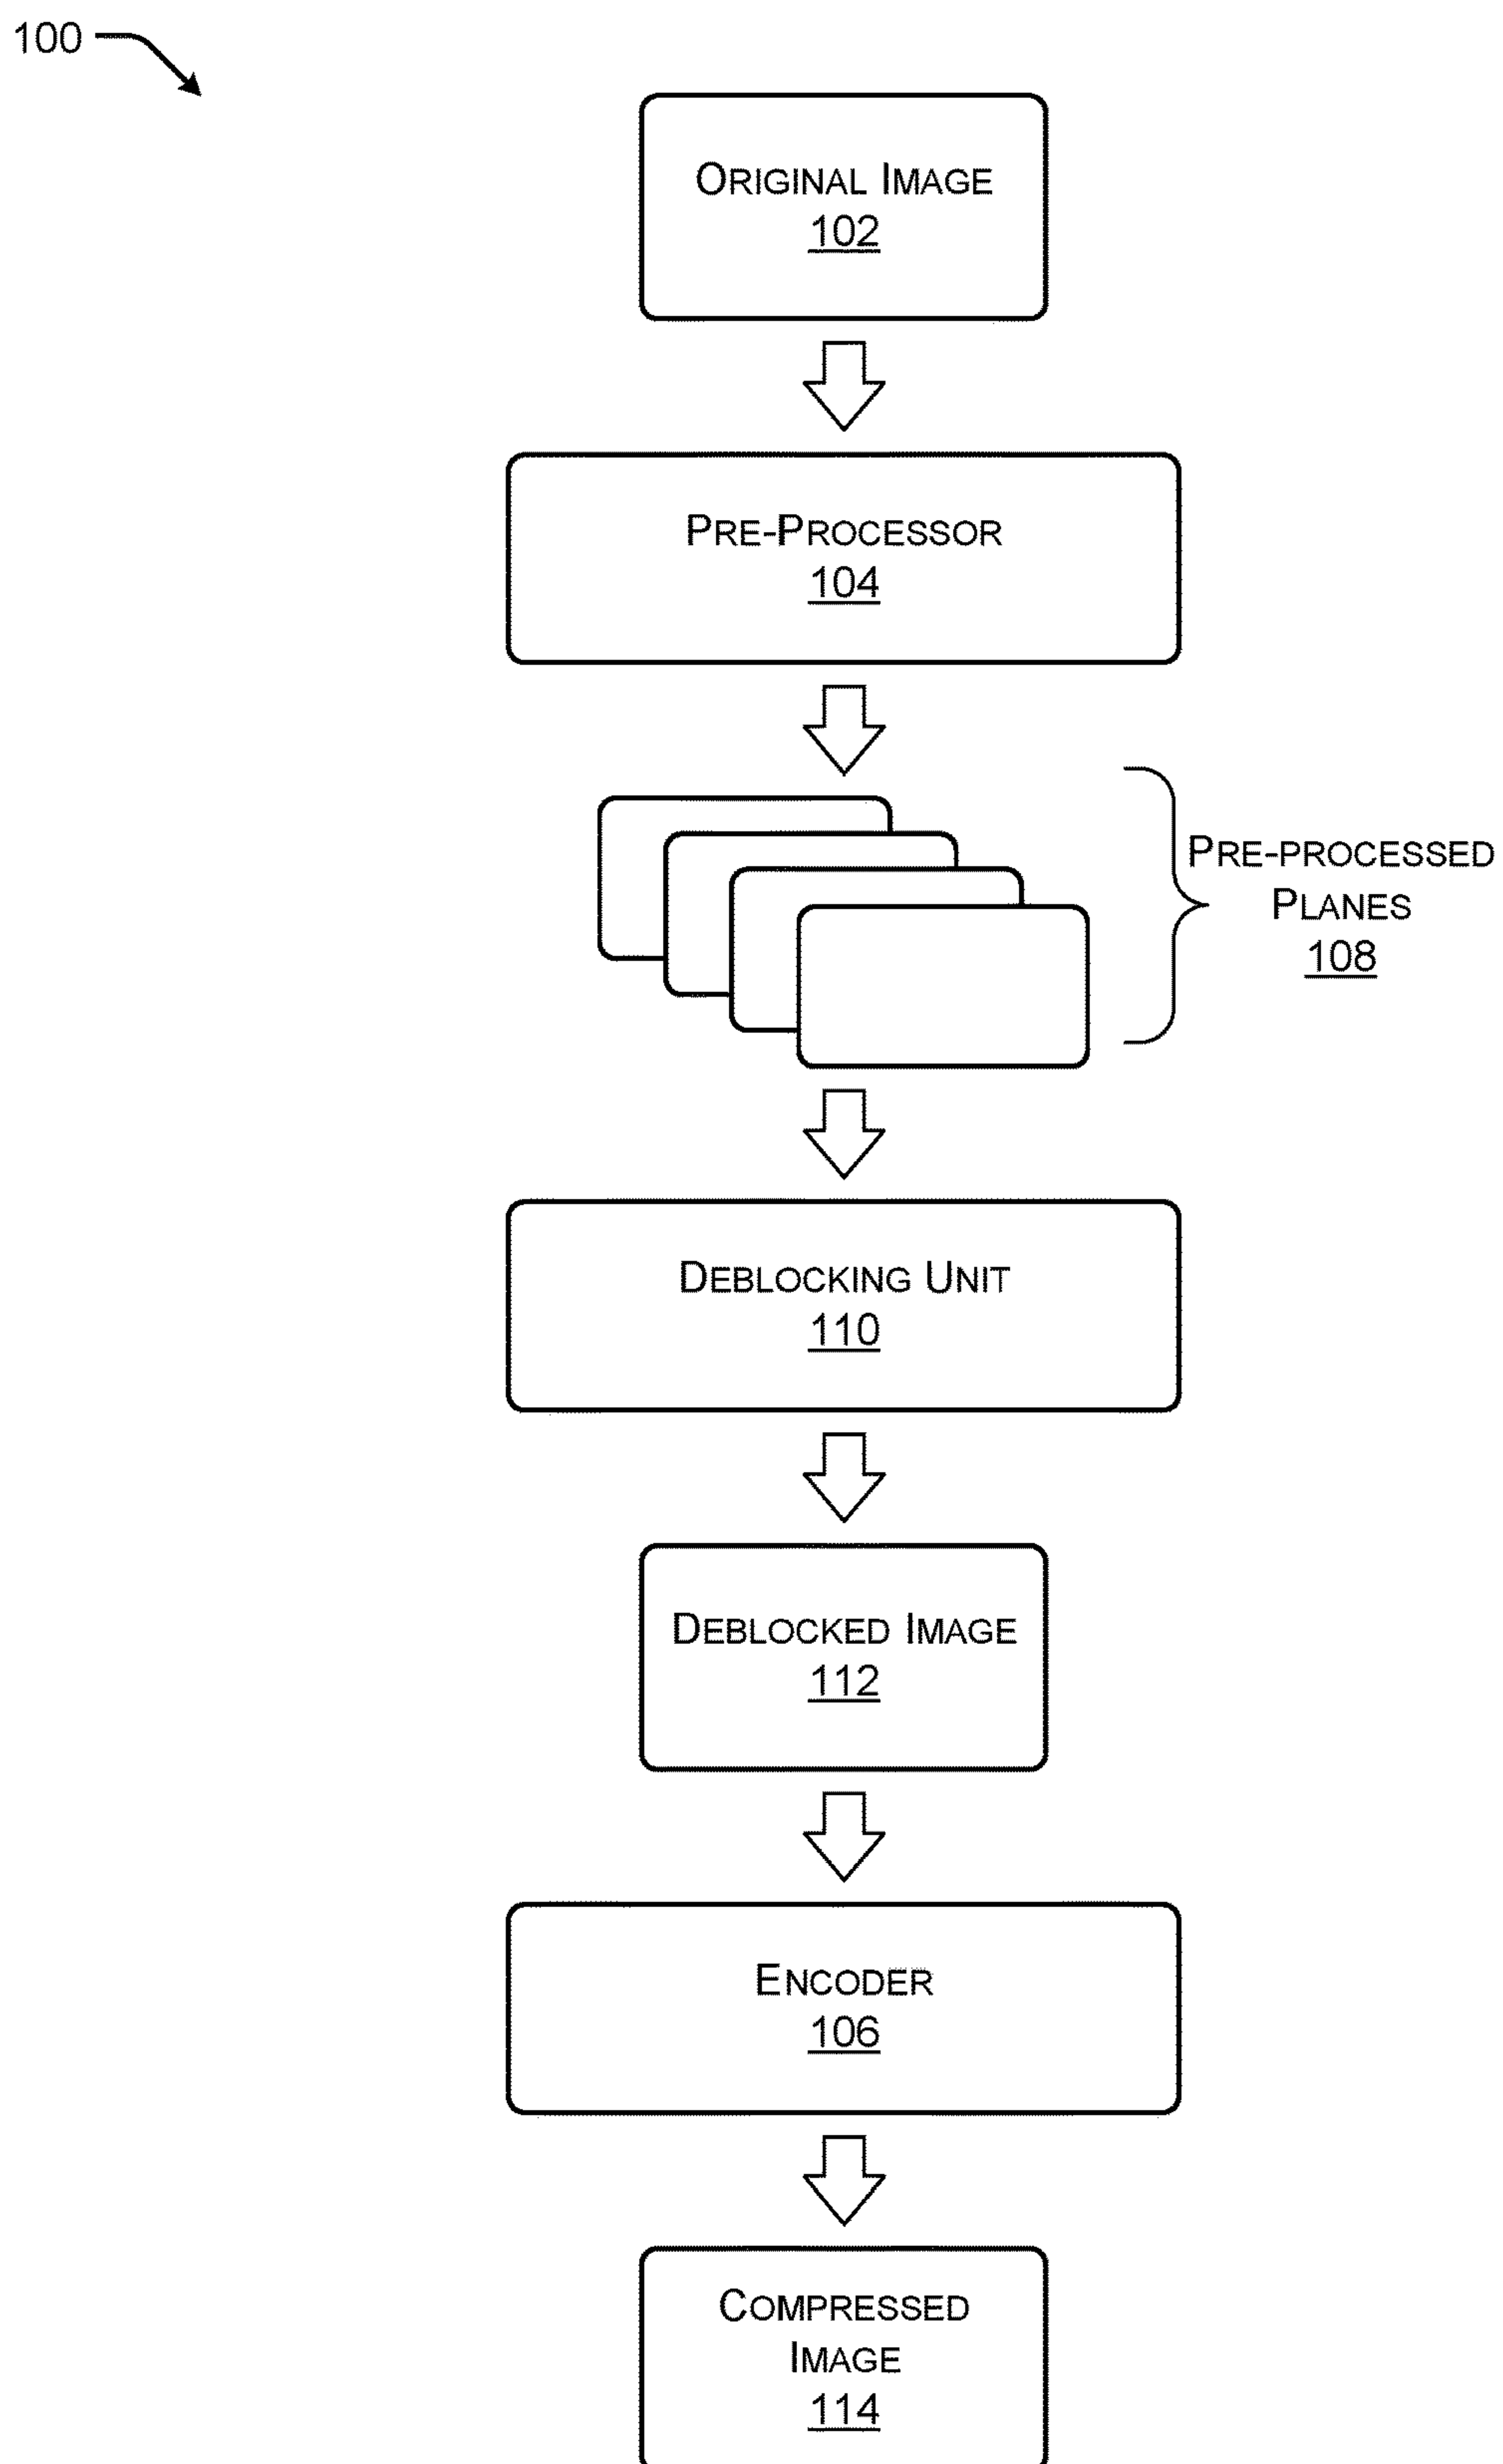 100
ORIGINAL IMAGE
102
PRE-PROCESSOR
104
PRE-PROCESSED
PLANES
108
DEBLOCKING UNIT
110
DEBLOCKED IMAGE
112
ENCODER
106
COMPRESSED
IMAGE
114